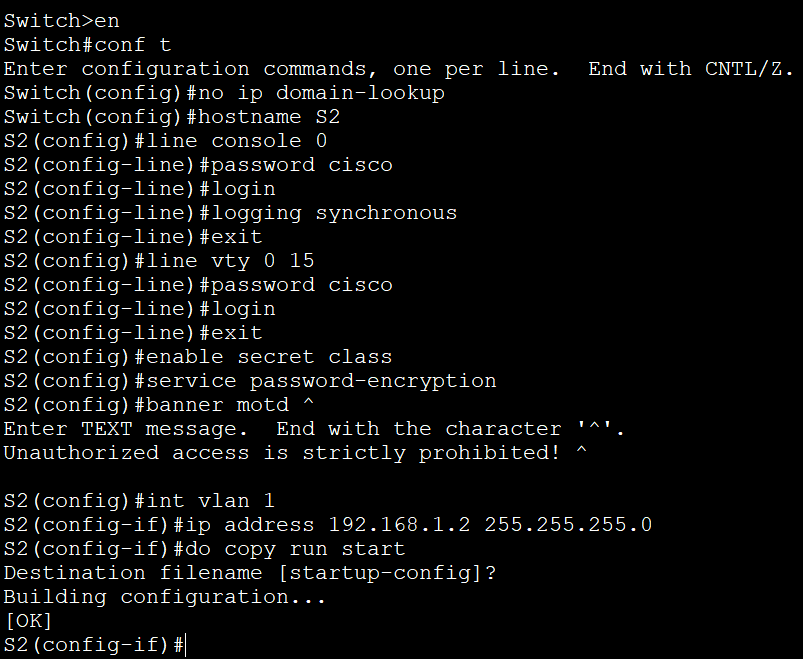 Switch>en
Switch#conf t
Enter configuration commands, one per line.  End with CNTL/Z.
Switch(config)#no ip domain-lookup
Switch(config)#hostname S2
S2(config)#line console 0
S2(config-line)#password cisco
S2(config-line)#login
S2(config-line)#logging synchronous
S2(config-line)#exit
S2(config)#line vty 0 15
S2(config-line)#password cisco
S2(config-line)#login
S2(config-line)#exit
S2(config)#enable secret class
S2(config)#service password-encryption
S2(config)#banner motd ^
Enter TEXT message.  End with the character '^'.
Unauthorized access is strictly prohibited! ^
S2(config)#int vlan 1
S2(config-if)#ip address 192.168.1.2 255.255.255.0
S2(config-if)#do copy run start
Destination filename [startup-config]?
Building configuration...
[OK]
S2(config-if)#